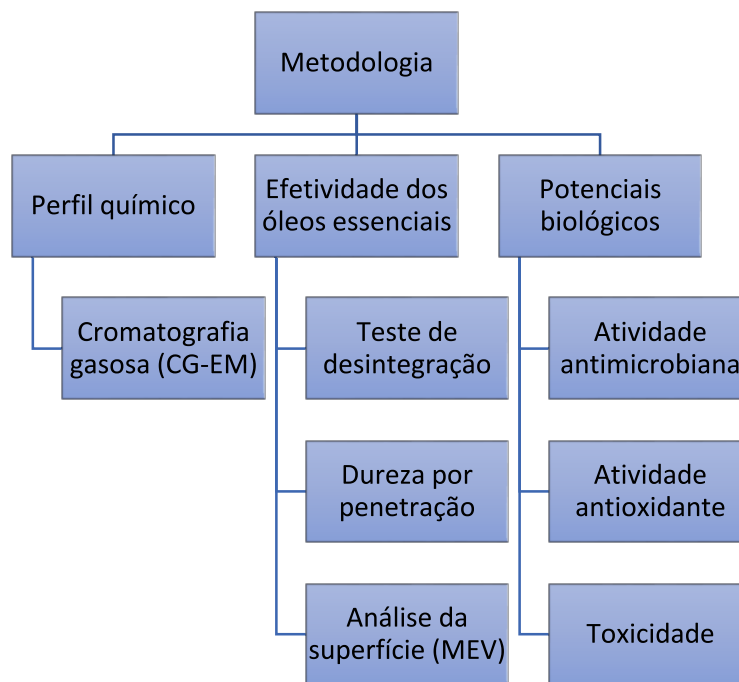 Metodologia
Perfil químico
Efetividade dos
óleos essenciais
Potenciais
biológicos
Cromatografia
gasosa (CG-EM)
Teste de
desintegração
Atividade
antimicrobiana
Dureza por
penetração
Atividade
antioxidante
Análise da
superfície (MEV)
Toxicidade